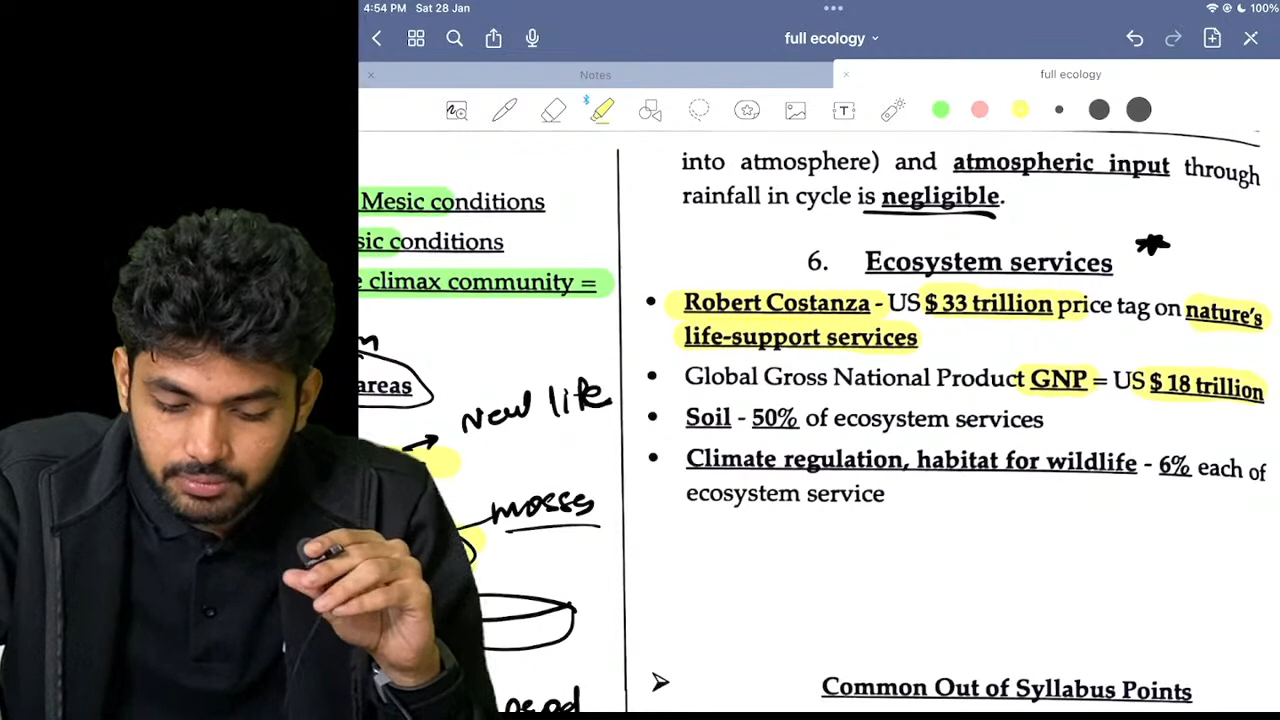 4:54 PM Sat 28 Jan
100%
full ecology
Notes
full ecology
T
Mesic conditions
sic conditions
e climax community =
areas
New life
mosss
into atmosphere) and atmospheric input through
rainfall in cycle is negligible.
6. Ecosystem services
• Robert Costanza - US $ 33 trillion price tag on nature's
life-support services
• Global Gross National Product GNP = US $ 18 trillion
• Soil - 50% of ecosystem services
• Climate regulation, habitat for wildlife - 6% each of
ecosystem service
Common Out of Syllabus Points